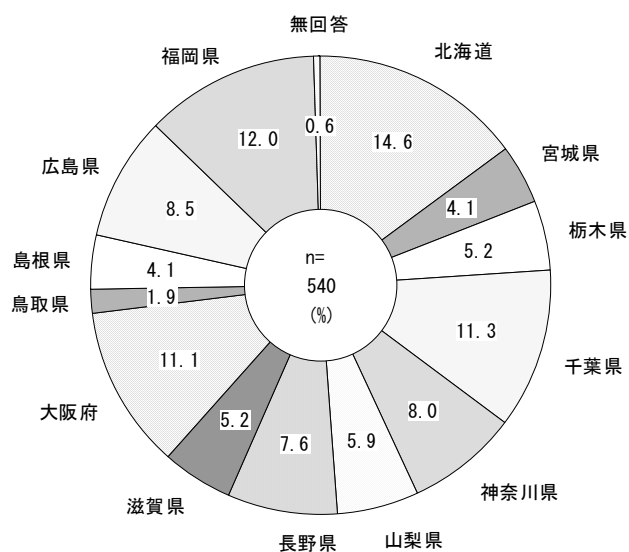 無回答
北海道
14.6
宮城県
4.1
栃木県
5.2
千葉県
11.3
神奈川県
8.0
山梨県
5.9
長野県
7.6
滋賀県
5.2
大阪府
11.1
鳥取県
1.9
島根県
4.1
広島県
8.5
福岡県
12.0
0.6
n=
540
(%)